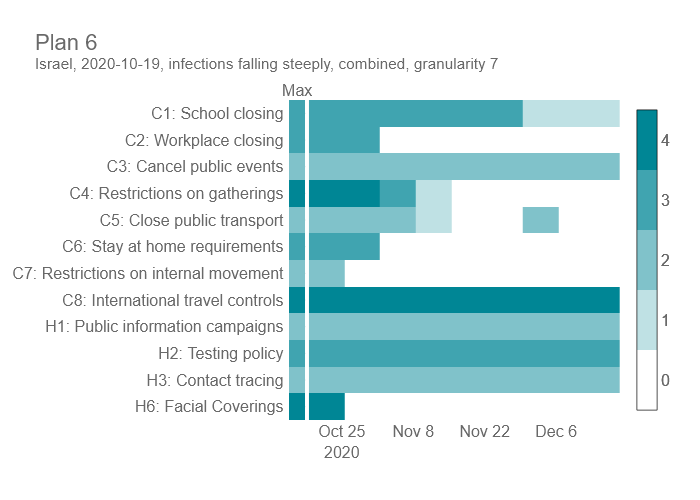 Plan 6
Israel, 2020-10-19, infections falling steeply, combined, granularity 7
Max
C1: School closing
C2: Workplace closing
C3: Cancel public events
C4: Restrictions on gatherings
C5: Close public transport
C6: Stay at home requirements
C7: Restrictions on internal movement
C8: International travel controls
H1: Public information campaigns
H2: Testing policy
H3: Contact tracing
H6: Facial Coverings
Oct 25 Nov 8 Nov 22 Dec 6
2020
4
3
2
1
0